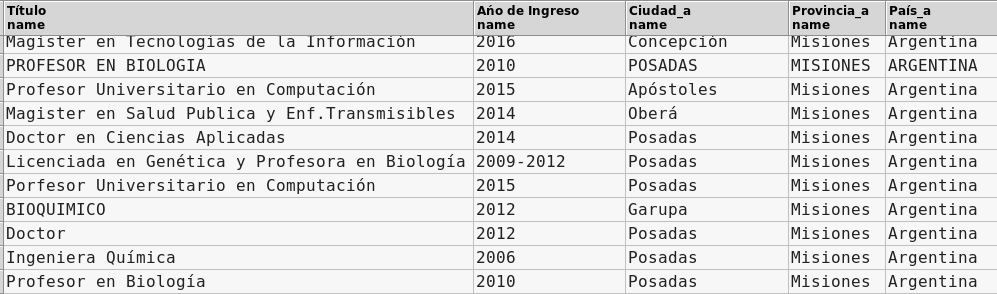 Título Año de Ingreso Ciudad_a Provincia_a País_a
name name name name name
Magister en Tecnologias de la Información 2016 Concepción Misiones Argentina
PROFESOR EN BIOLOGIA 2010 POSADAS MISIONES ARGENTINA
Profesor Universitario en Computación 2015 Apóstoles Misiones Argentina
Magister en Salud Publica y Enf.Transmisibles 2014 Oberá Misiones Argentina
Doctor en Ciencias Aplicadas 2014 Posadas Misiones Argentina
Licenciada en Genética y Profesora en Biología 2009-2012 Posadas Misiones Argentina
Porfesor Universitario en Computación 2015 Posadas Misiones Argentina
BIOQUIMICO 2012 Garupa Misiones Argentina
Doctor 2012 Posadas Misiones Argentina
Ingeniera Química 2006 Posadas Misiones Argentina
Profesor en Biología 2010 Posadas Misiones Argentina